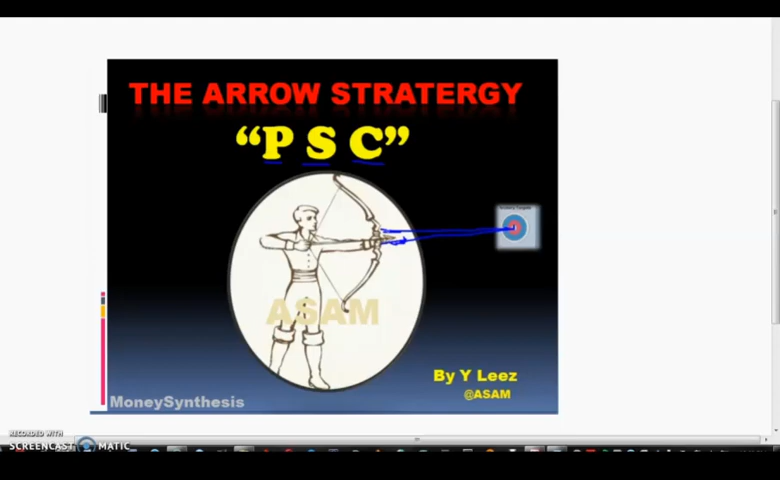 THE ARROW STRATERGY
“P S C”
ASAM
By Y Leez
@ASAM
MoneySynthesis
RECORDED WITH
SCREENCAST MATIC